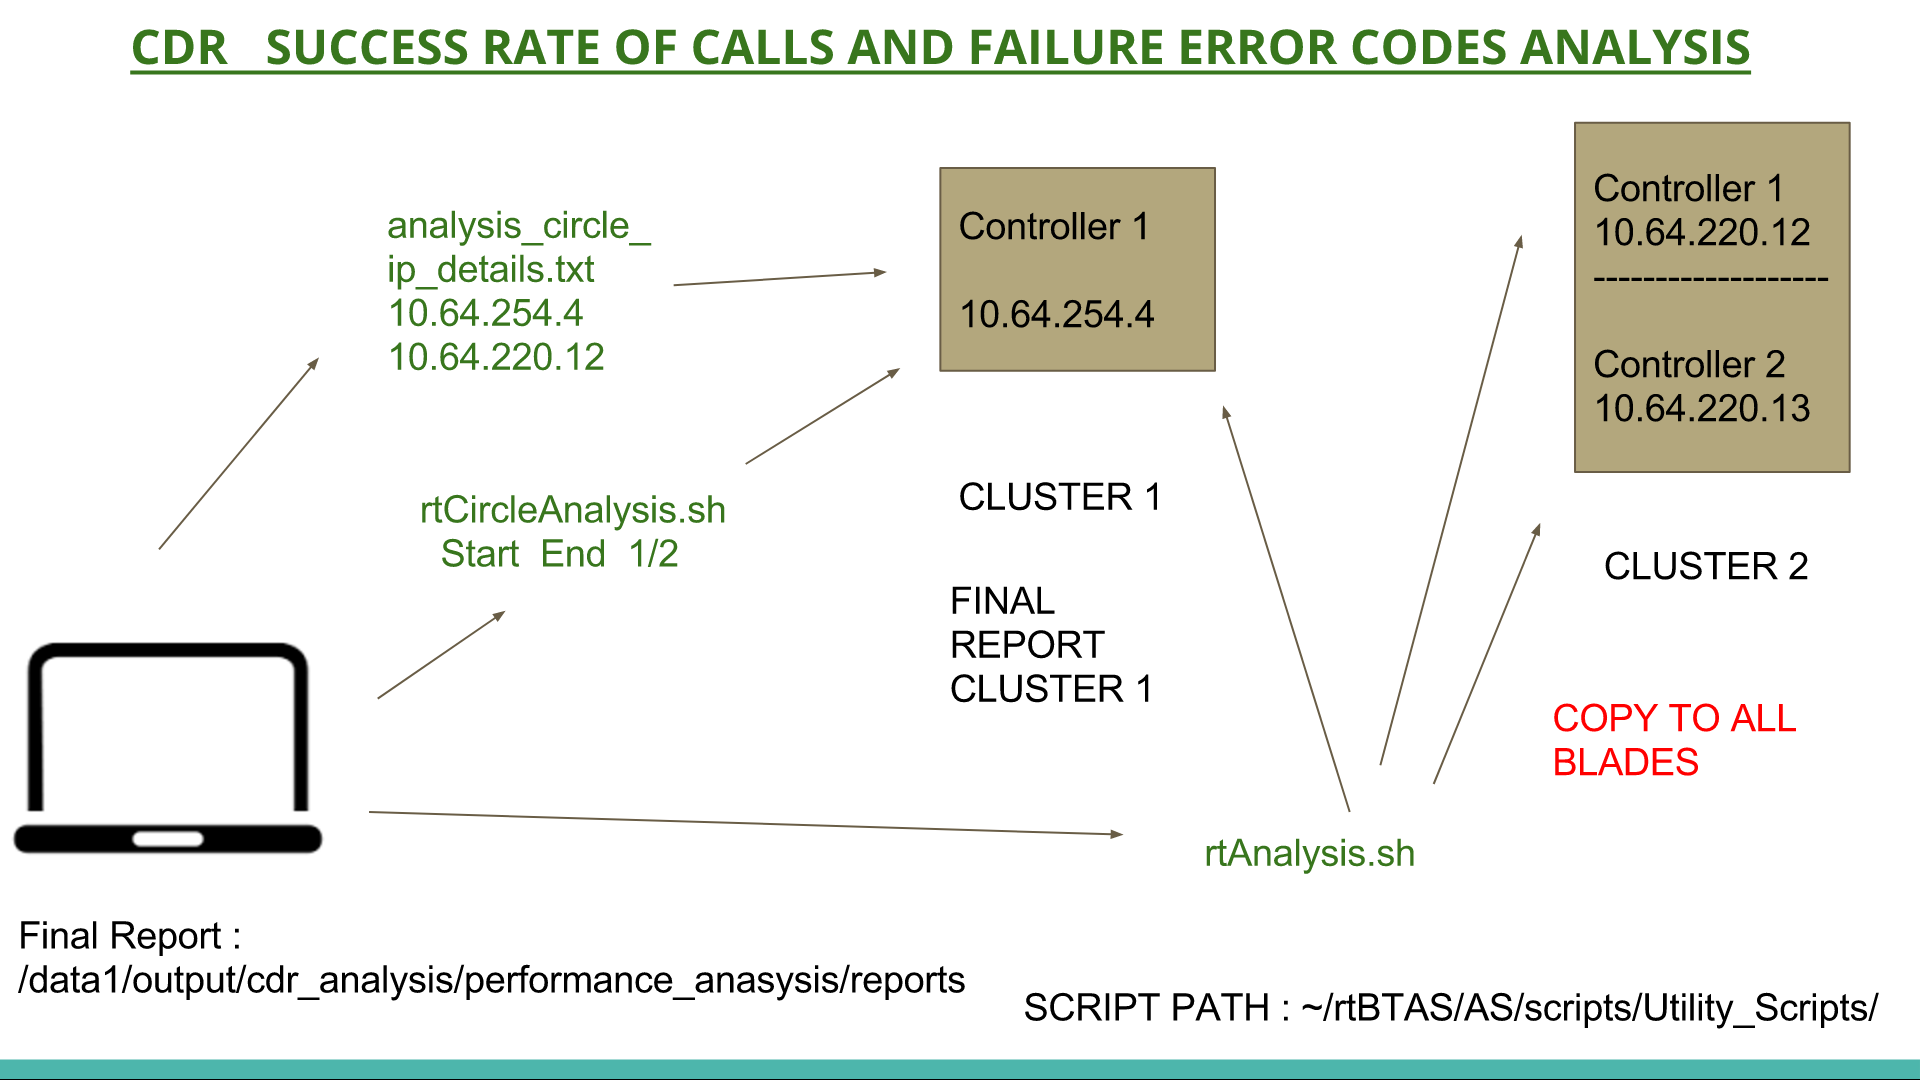 CDR SUCCESS RATE OF CALLS AND FAILURE ERROR CODES ANALYSIS
analysis_circle_
ip_details.txt
10.64.254.4
10.64.220.12
Controller 1
10.64.254.4
Controller 1
10.64.220.12
-------------------
Controller 2
10.64.220.13
rtCircleAnalysis.sh
Start End 1/2
CLUSTER 1
CLUSTER 2
FINAL
REPORT
CLUSTER 1
COPY TO ALL
BLADES
rtAnalysis.sh
Final Report :
/data1/output/cdr_analysis/performance_anasysis/reports
SCRIPT PATH : ~/rtBTAS/AS/scripts/Utility_Scripts/